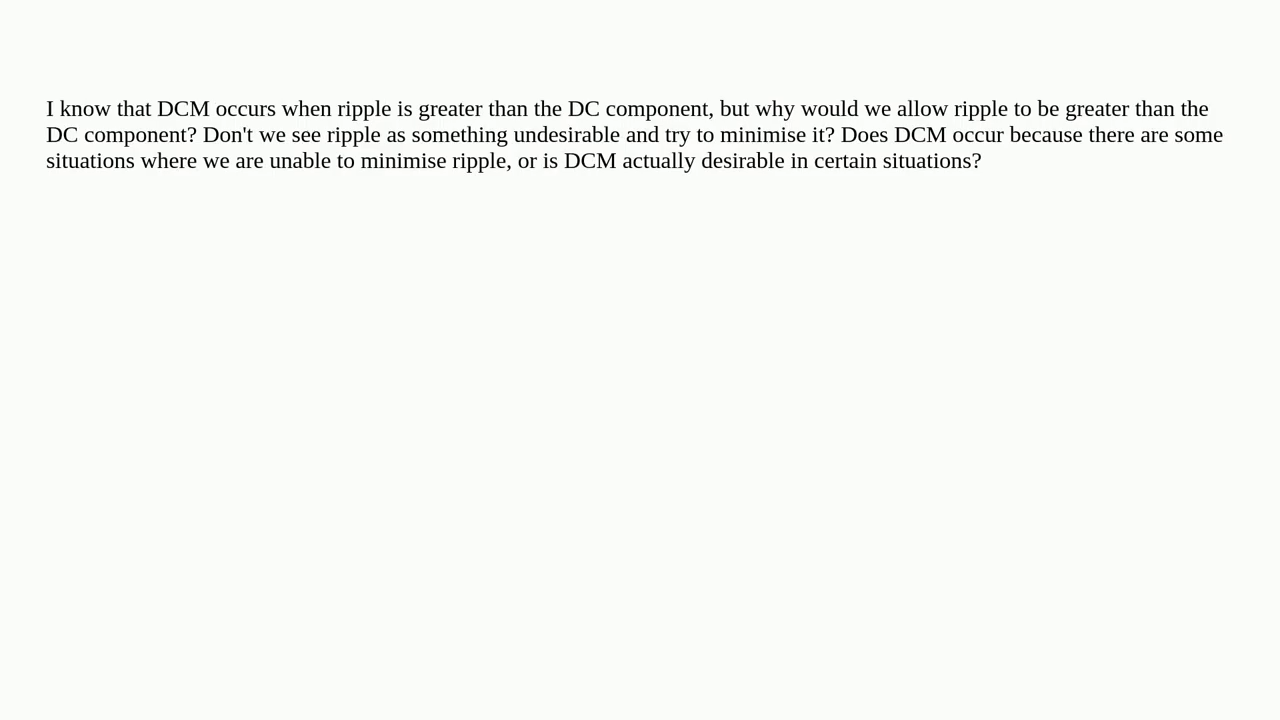 I know that DCM occurs when ripple is greater than the DC component, but why would we allow ripple to be greater than the
DC component? Don't we see ripple as something undesirable and try to minimise it? Does DCM occur because there are some
situations where we are unable to minimise ripple, or is DCM actually desirable in certain situations?